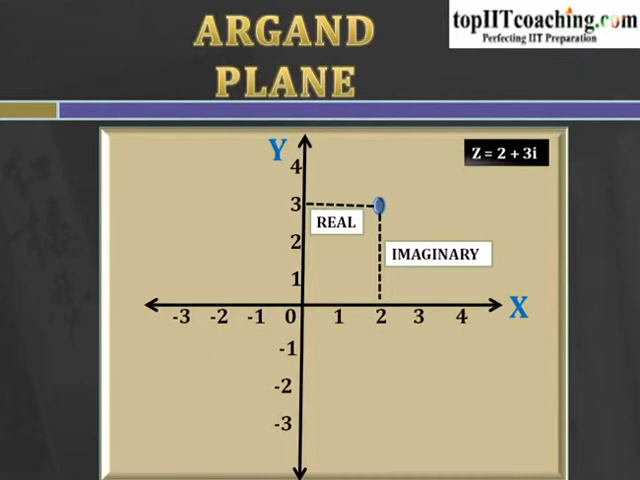 ARGAND
PLANE
topIITcoaching.com
Perfecting IIT Preparation
Y
Z = 2 + 3i
4
3
REAL
2
IMAGINARY
1
-3 -2 -1 0 1 2 3 4 X
-1
-2
-3